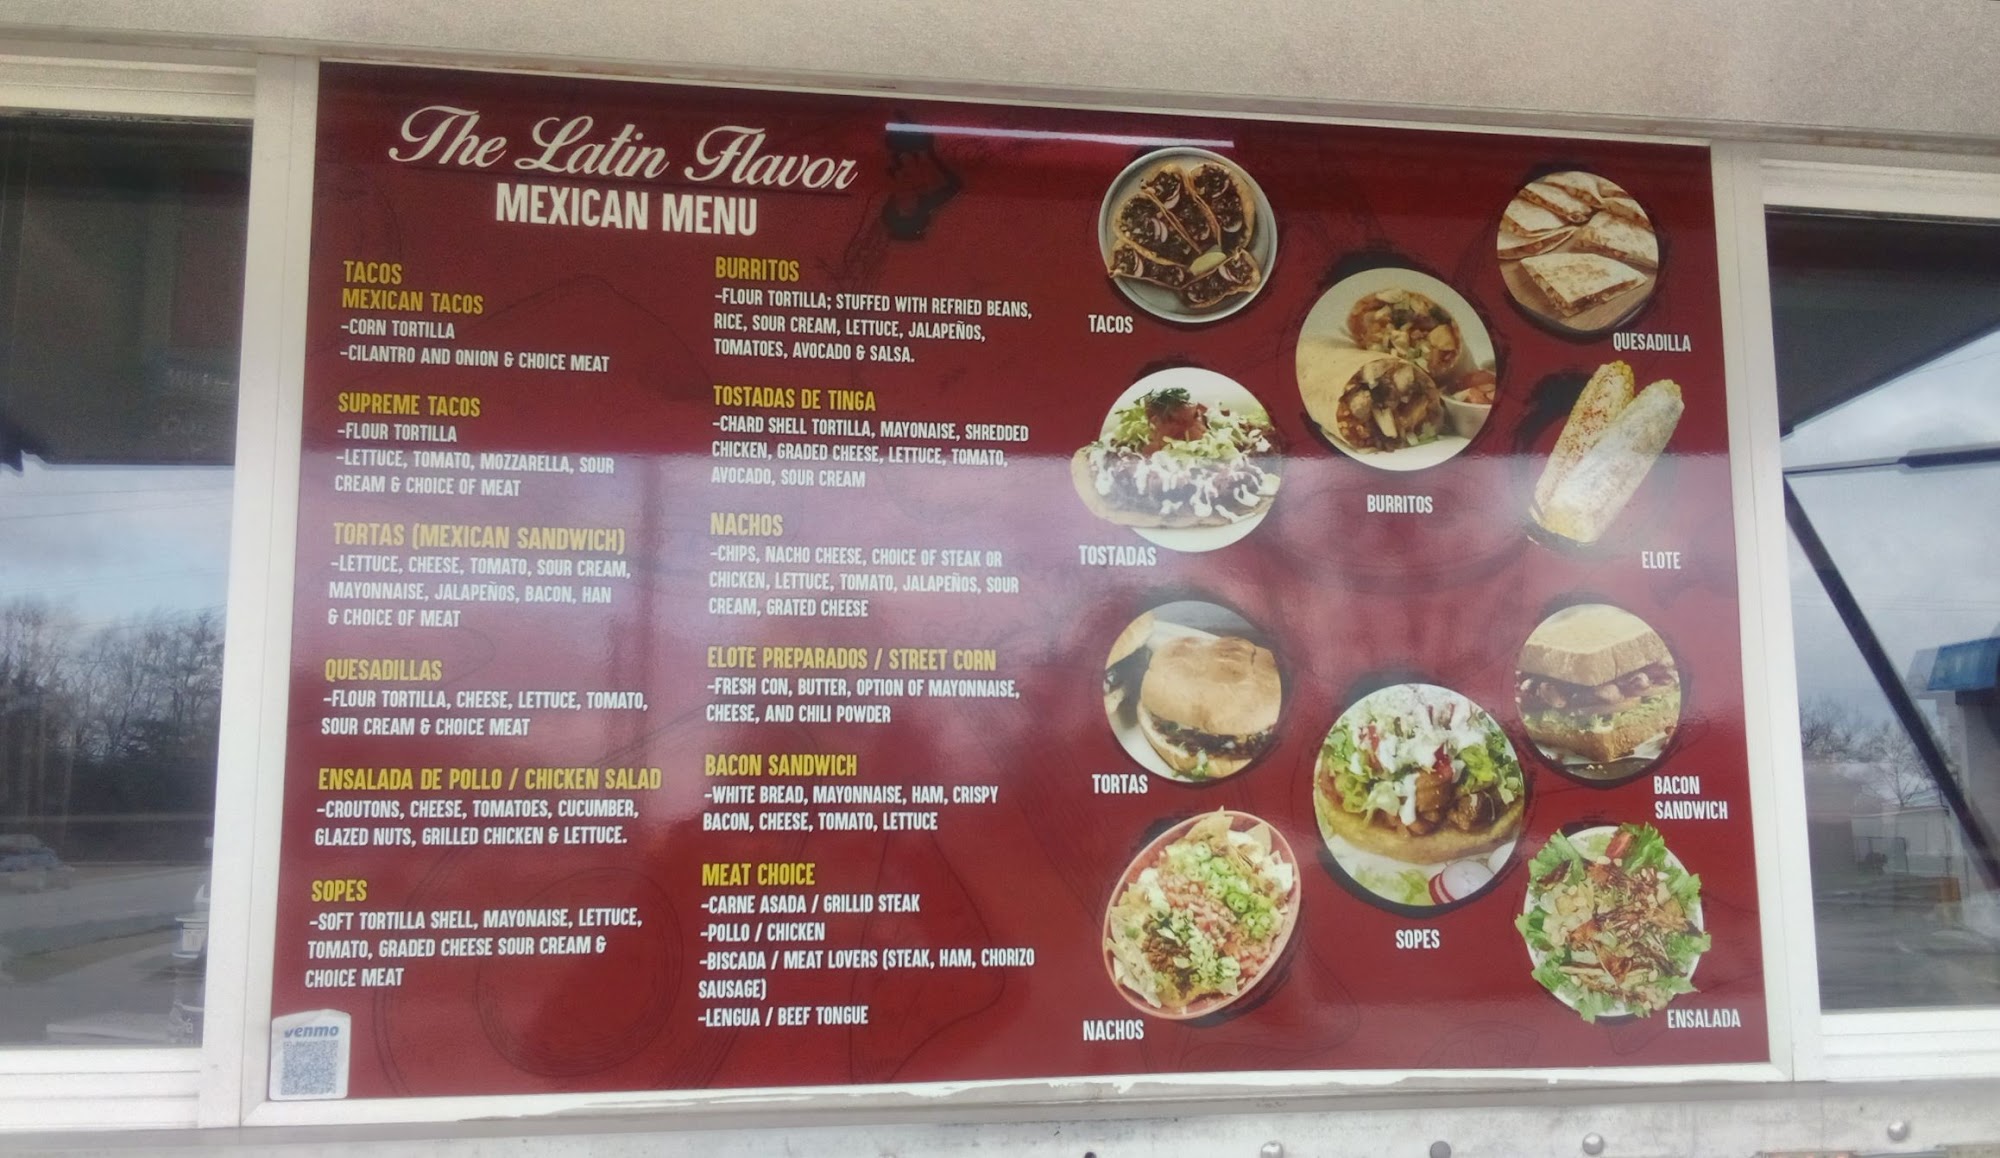 The Latin Flavor
MEXICAN MENU
TACOS
MEXICAN TACOS
-CORN TORTILLA
-CILANTRO AND ONION & CHOICE MEAT
SUPREME TACOS
-FLOUR TORTILLA
-LETTUCE, TOMATO, MOZZARELLA, SOUR
CREAM & CHOICE OF MEAT
TORTAS (MEXICAN SANDWICH)
-LETTUCE, CHEESE, TOMATO, SOUR CREAM,
MAYONNAISE, JALAPEÑOS, BACON, HAN
& CHOICE OF MEAT
QUESADILLAS
-FLOUR TORTILLA, CHEESE, LETTUCE, TOMATO,
SOUR CREAM & CHOICE MEAT
ENSALADA DE POLLO / CHICKEN SALAD
-CROUTONS, CHEESE, TOMATOES, CUCUMBER,
GLAZED NUTS, GRILLED CHICKEN & LETTUCE.
SOPES
-SOFT TORTILLA SHELL, MAYONAISE, LETTUCE,
TOMATO, GRADED CHEESE SOUR CREAM &
CHOICE MEAT
venmo
BURRITOS
-FLOUR TORTILLA; STUFFED WITH REFRIED BEANS,
RICE, SOUR CREAM, LETTUCE, JALAPEÑOS,
TOMATOES, AVOCADO & SALSA.
TOSTADAS DE TINGA
-CHARD SHELL TORTILLA, MAYONAISE, SHREDDED
CHICKEN, GRADED CHEESE, LETTUCE, TOMATO,
AVOCADO, SOUR CREAM
NACHOS
-CHIPS, NACHO CHEESE, CHOICE OF STEAK OR
CHICKEN, LETTUCE, TOMATO, JALAPEÑOS, SOUR
CREAM, GRATED CHEESE
ELOTE PREPARADOS / STREET CORN
-FRESH CON, BUTTER, OPTION OF MAYONNAISE,
CHEESE, AND CHILI POWDER
BACON SANDWICH
-WHITE BREAD, MAYONNAISE, HAM, CRISPY
BACON, CHEESE, TOMATO, LETTUCE
MEAT CHOICE
-CARNE ASADA / GRILLID STEAK
-POLLO / CHICKEN
-BISCADA / MEAT LOVERS (STEAK, HAM, CHORIZO
SAUSAGE)
-LENGUA / BEEF TONGUE
TACOS
QUESADILLA
BURRITOS
TOSTADAS
ELOTE
TORTAS
BACON
SANDWICH
SOPES
NACHOS
ENSALADA